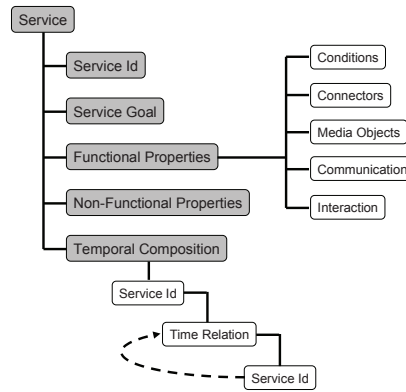 Service
Service Id
Service Goal
Functional Properties
Non-Functional Properties
Temporal Composition
Service Id
Time Relation
Service Id
Conditions
Connectors
Media Objects
Communication
Interaction